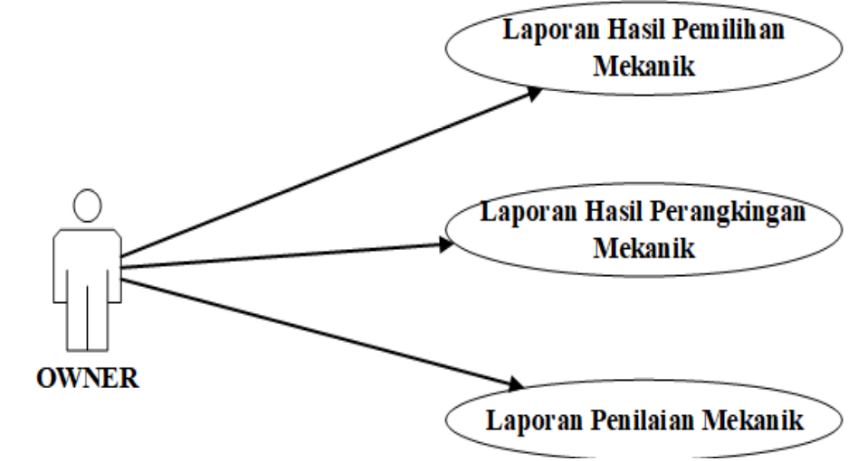 Laporan Hasil Pemilihan
Mekanik
Laporan Hasil Perangkingan
Mekanik
OWNER
Laporan Penilaian Mekanik